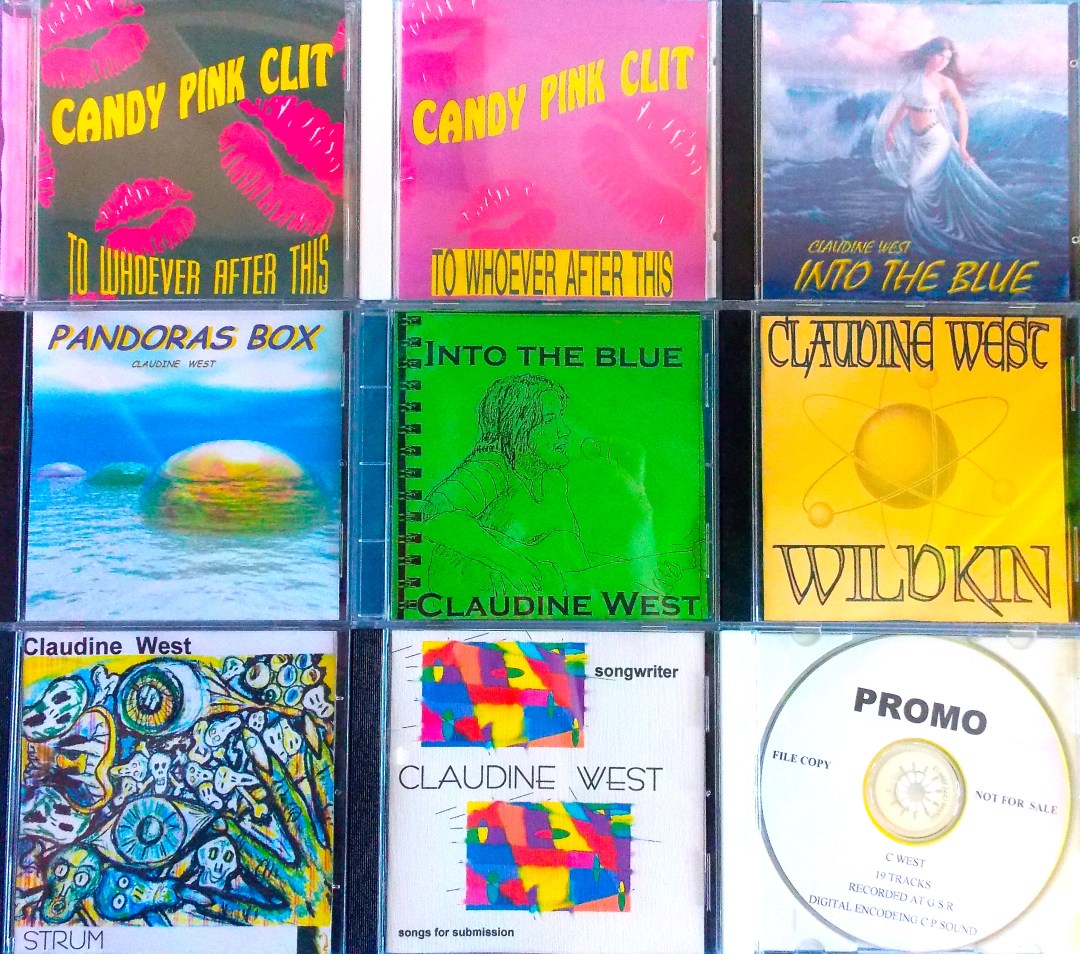 CANDY PINK CLIT
TO WHOEVER AFTER THIS
CANDY PINK CLIT
TO WHOEVER AFTER THIS
CLAUDINE WEST
INTO THE BLUE
PANDORAS BOX
CLAUDINE WEST
INTO THE BLUE
CLAUDINE WEST
CLAUDINE WEST
WILDKIN
Claudine West
STRUM
songwriter
CLAUDINE WEST
songs for submission
PROMO
FILE COPY
NOT FOR SALE
C WEST
19 TRACKS
RECORDED AT G S R
DIGITAL ENCODEING C P SOUND